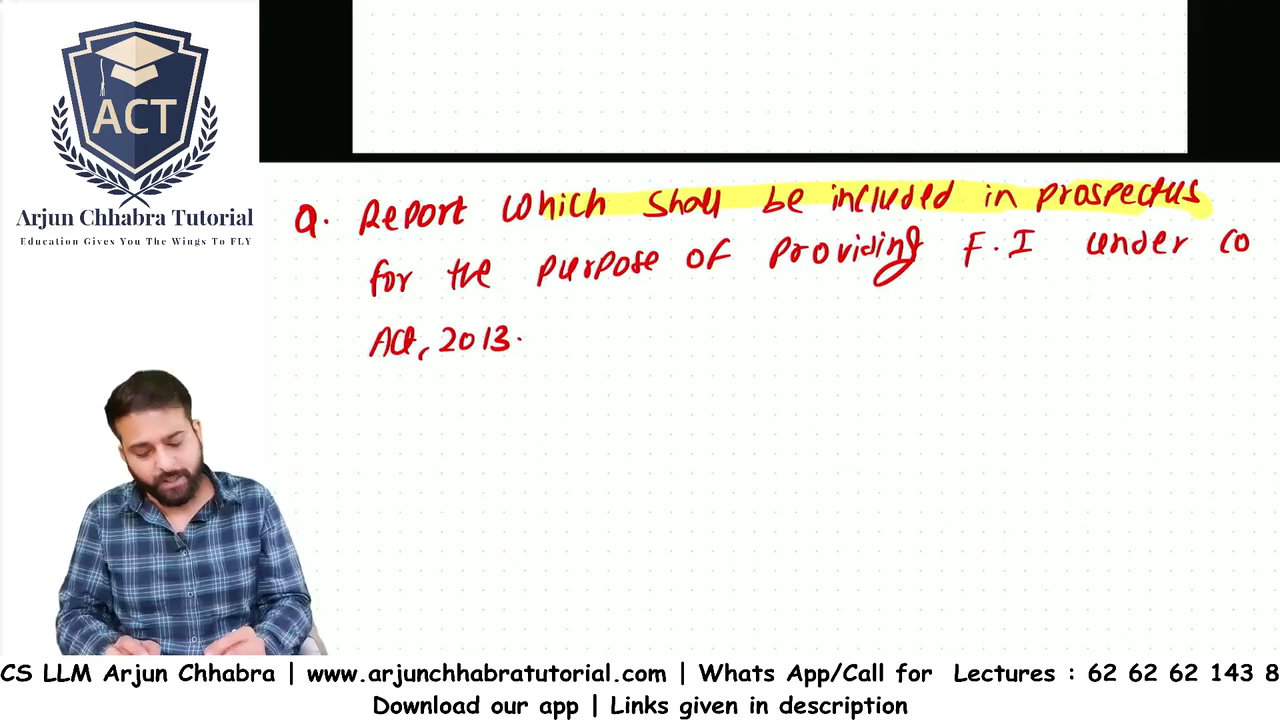 ACT
Arjun Chhabra Tutorial
Education Gives You The Wings To FLY
Q. Report which shall be included in prospectus
for the purpose of providing F.I under co
Act, 2013.
CS LLM Arjun Chhabra | www.arjunchhabratutorial.com | Whats App/Call for Lectures : 62 62 62 143 8
Download our app | Links given in description